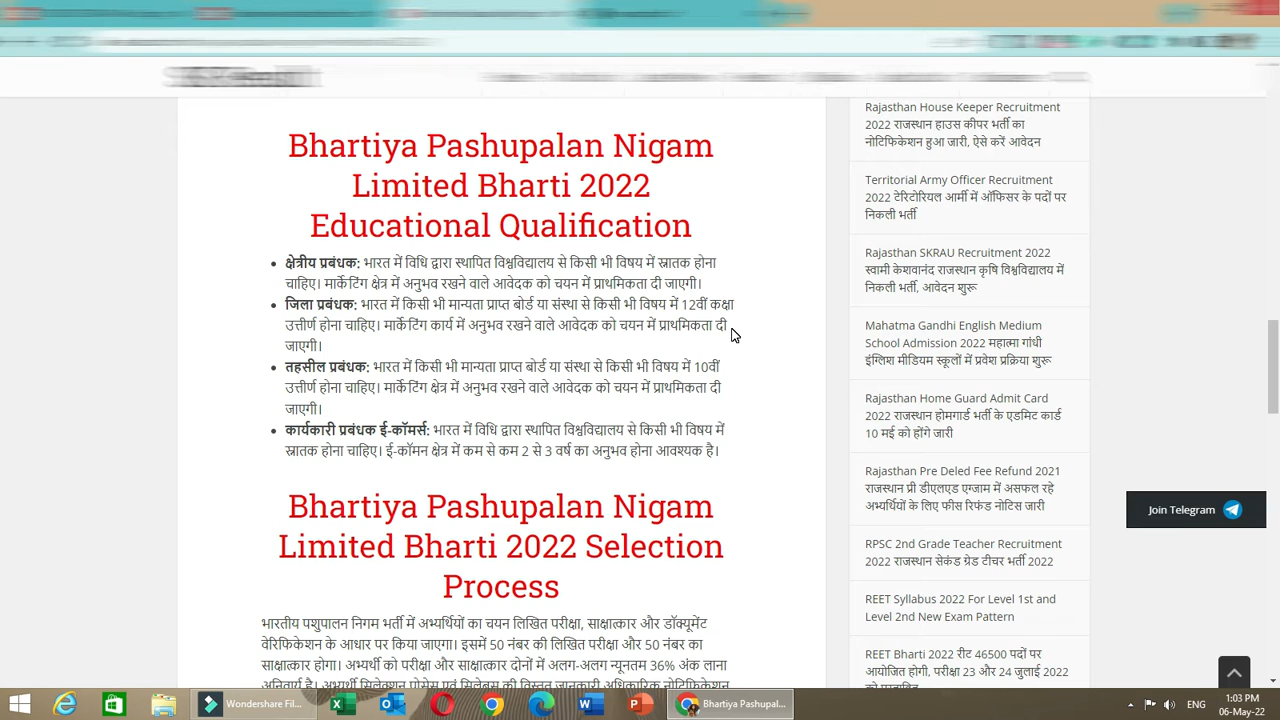 Bhartiya Pashupalan Nigam
Limited Bharti 2022
Educational Qualification
क्षेत्रीय प्रबंधक: भारत में विधि द्वारा स्थापित विश्वविद्यालय से किसी भी विषय में स्नातक होना
चाहिए। मार्केटिंग क्षेत्र में अनुभव रखने वाले आवेदक को चयन में प्राथमिकता दी जाएगी।
जिला प्रबंधक: भारत में किसी भी मान्यता प्राप्त बोर्ड या संस्था से किसी भी विषय में 12वीं कक्षा
उत्तीर्ण होना चाहिए। मार्केटिंग कार्य में अनुभव रखने वाले आवेदक को चयन में प्राथमिकता दी
जाएगी।
तहसील प्रबंधक: भारत में किसी भी मान्यता प्राप्त बोर्ड या संस्था से किसी भी विषय में 10वीं
उत्तीर्ण होना चाहिए। मार्केटिंग क्षेत्र में अनुभव रखने वाले आवेदक को चयन में प्राथमिकता दी
जाएगी।
कार्यकारी प्रबंधक ई-कॉमर्स: भारत में विधि द्वारा स्थापित विश्वविद्यालय से किसी भी विषय में
स्नातक होना चाहिए। ई-कॉमन क्षेत्र में कम से कम 2 से 3 वर्ष का अनुभव होना आवश्यक है।
Bhartiya Pashupalan Nigam
Limited Bharti 2022 Selection
Process
भारतीय पशुपालन निगम भर्ती में अभ्यर्थियों का चयन लिखित परीक्षा, साक्षात्कार और डॉक्यूमेंट
वेरिफिकेशन के आधार पर किया जाएगा। इसमें 50 नंबर की लिखित परीक्षा और 50 नंबर का
साक्षात्कार होगा। अभ्यर्थी को परीक्षा और साक्षात्कार दोनों में अलग-अलग न्यूनतम 36% अंक लाना
अनिवार्य है। अभ्यर्थी सिलेक्शन प्रोसेस एवं सिलेबस की विस्तृत जानकारी अधिकारिक नोटिफिकेशन
Rajasthan House Keeper Recruitment
2022 राजस्थान हाउस कीपर भर्ती का
नोटिफिकेशन हुआ जारी, ऐसे करें आवेदन
Territorial Army Officer Recruitment
2022 टेरिटोरियल आर्मी में ऑफिसर के पदों पर
निकली भर्ती
Rajasthan SKRAU Recruitment 2022
स्वामी केशवानंद राजस्थान कृषि विश्वविद्यालय में
निकली भर्ती, आवेदन शुरू
Mahatma Gandhi English Medium
School Admission 2022 महात्मा गांधी
इंग्लिश मीडियम स्कूलों में प्रवेश प्रक्रिया शुरू
Rajasthan Home Guard Admit Card
2022 राजस्थान होमगार्ड भर्ती के एडमिट कार्ड
10 मई को होंगे जारी
Rajasthan Pre Deled Fee Refund 2021
राजस्थान प्री डीएलएड एग्जाम में असफल रहे
अभ्यर्थियों के लिए फीस रिफंड नोटिस जारी
RPSC 2nd Grade Teacher Recruitment
2022 राजस्थान सेकंड ग्रेड टीचर भर्ती 2022
REET Syllabus 2022 For Level 1st and
Level 2nd New Exam Pattern
REET Bharti 2022 रीट 46500 पदों पर
आयोजित होगी, परीक्षा 23 और 24 जुलाई 2022
Join Telegram
Wondershare Fil...
Bhartiya Pashupal...
ENG
1:03 PM
06-May-22